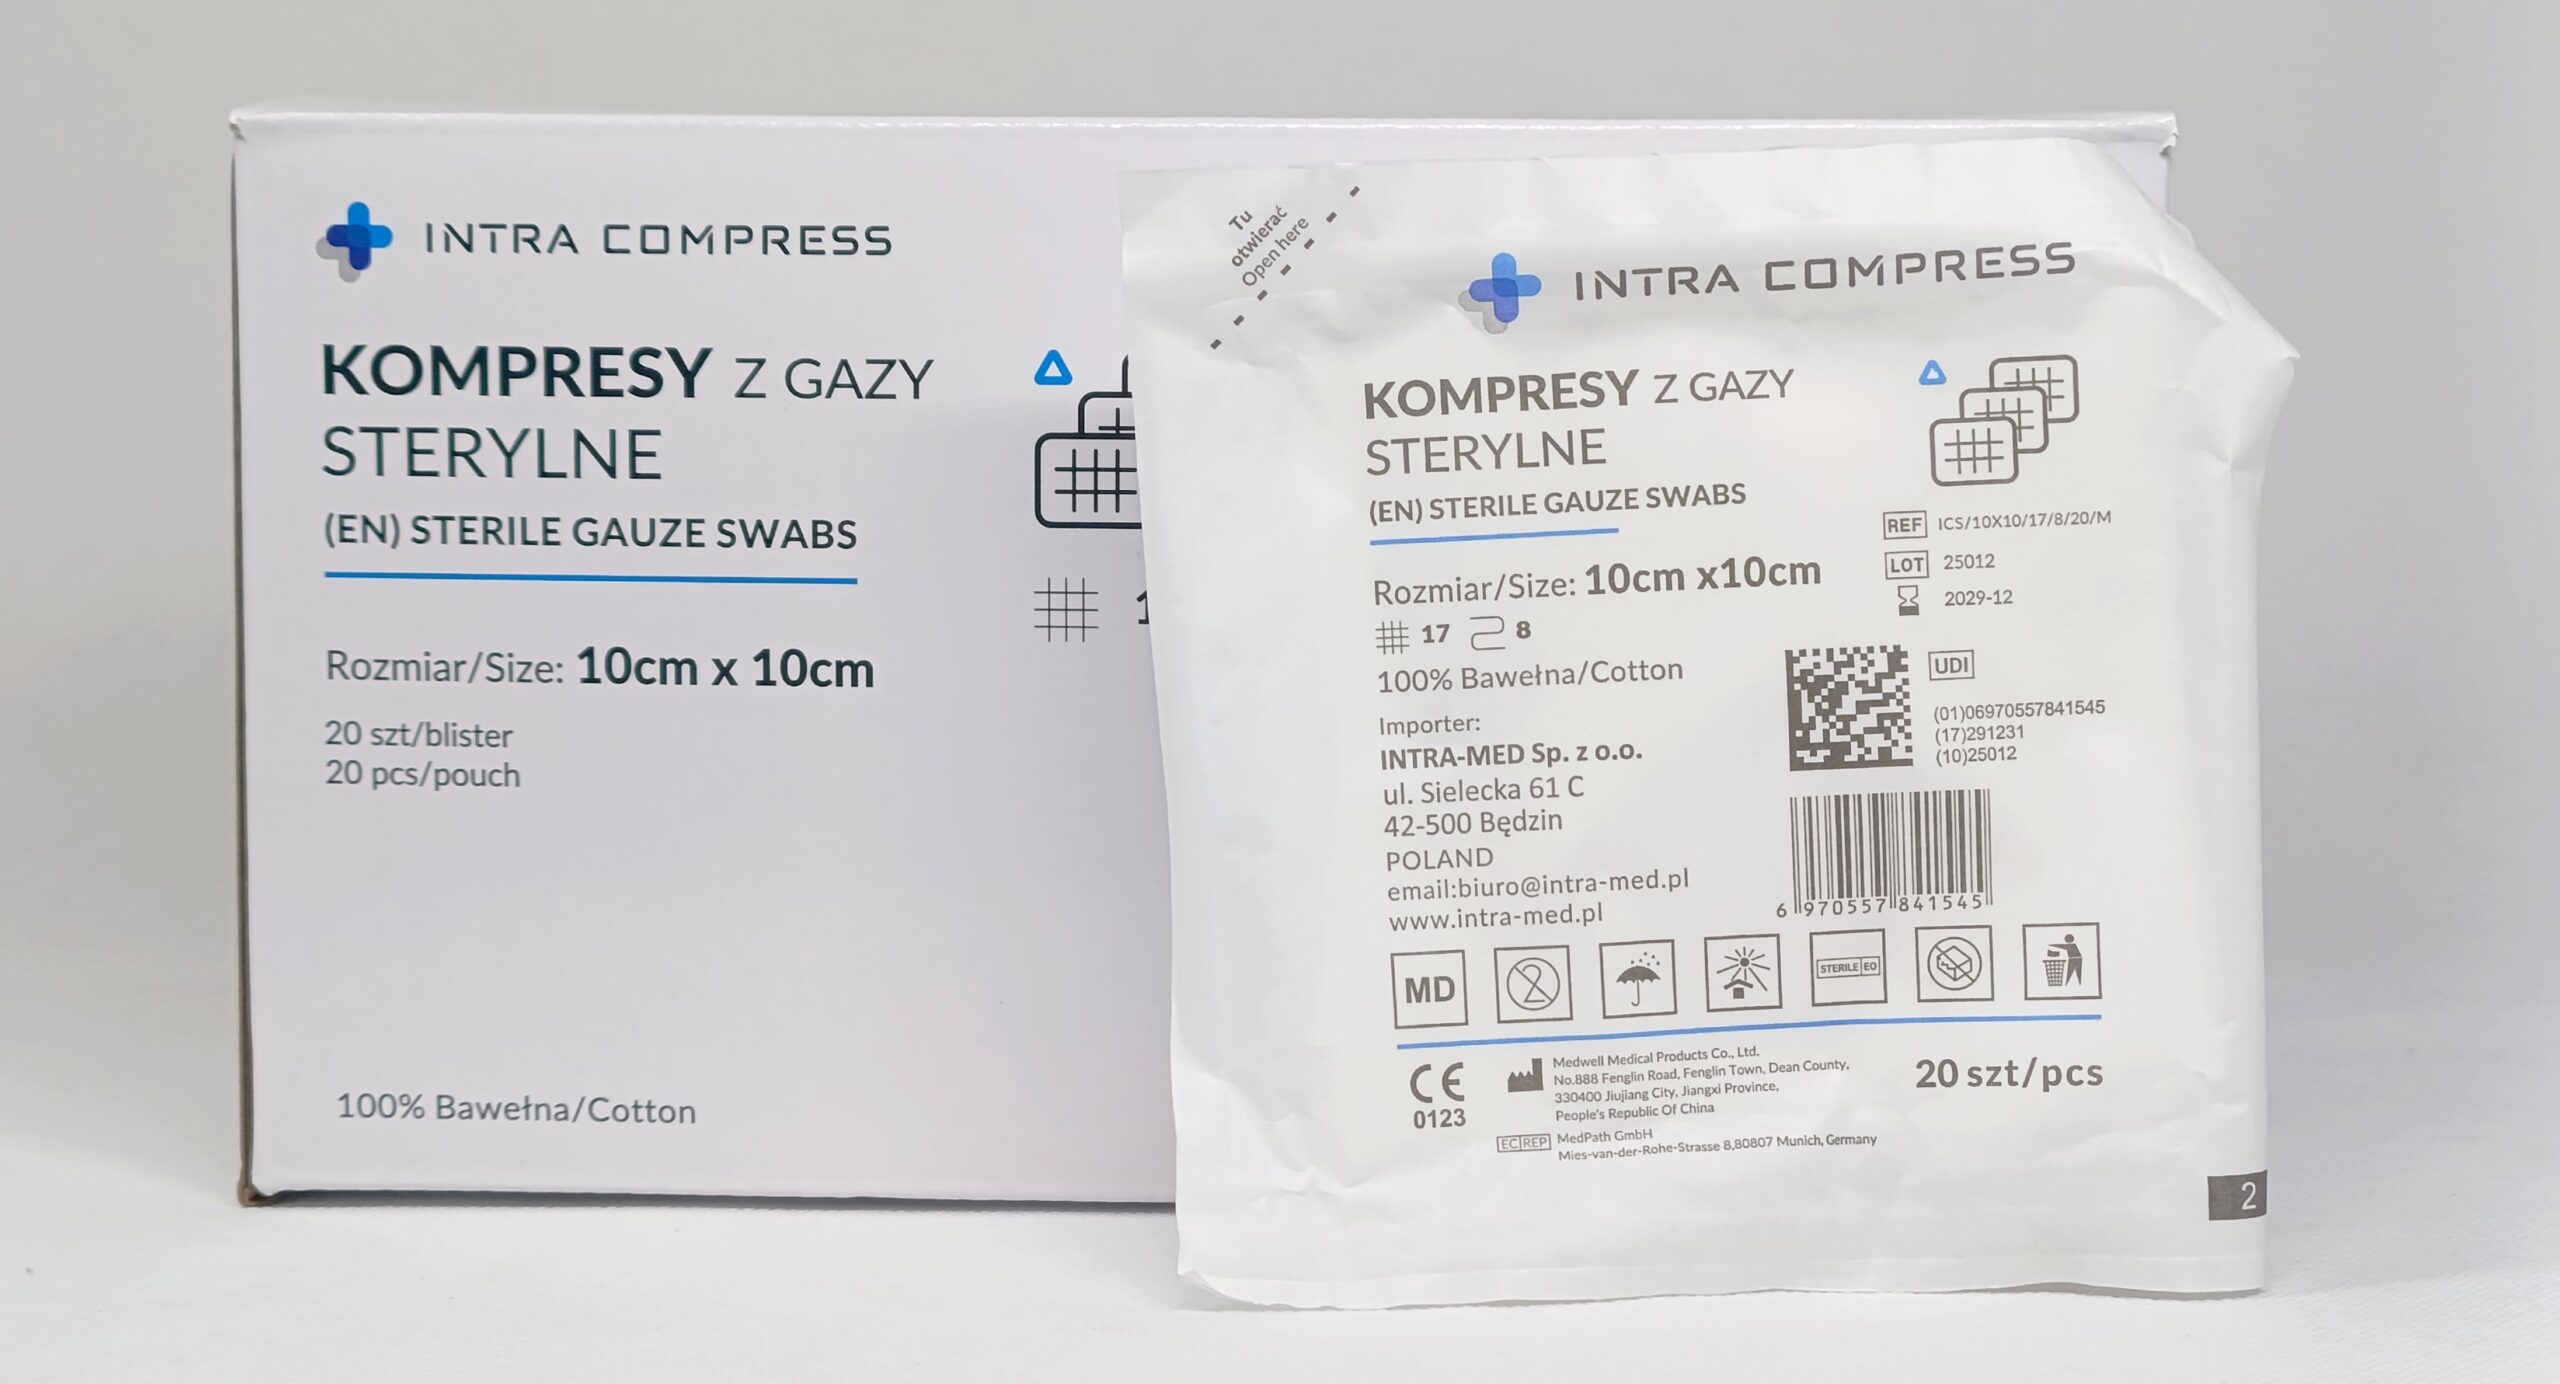 INTRA COMPRESS
KOMPRESY Z GAZY
STERYLNE
(EN) STERILE GAUZE SWABS
Rozmiar/Size: 10cm x 10cm
20 szt/blister
20 pcs/pouch
100% Bawełna/Cotton
Tu
otwierać
Open here
INTRA COMPRESS
KOMPRESY Z GAZY
STERYLNE
(EN) STERILE GAUZE SWABS
Rozmiar/Size: 10cm x10cm
17 8
100% Bawełna/Cotton
Importer:
INTRA-MED Sp. z o.o.
ul. Sielecka 61 C
42-500 Będzin
POLAND
email:biuro@intra-med.pl
www.intra-med.pl
REF ICS/10X10/17/8/20/M
LOT 25012
2029-12
UDI
(01)06970557841545
(17)291231
(10)25012
6 970557 841545
MD
2
STERILE EO
CE
0123
Medwell Medical Products Co., Ltd.
No.888 Fenglin Road, Fenglin Town, Dean County,
330400 Jiujiang City, Jiangxi Province,
People's Republic Of China
EC REP MedPath GmbH
Mies-van-der-Rohe-Strasse 8,80807 Munich, Germany
20 szt/pcs
2